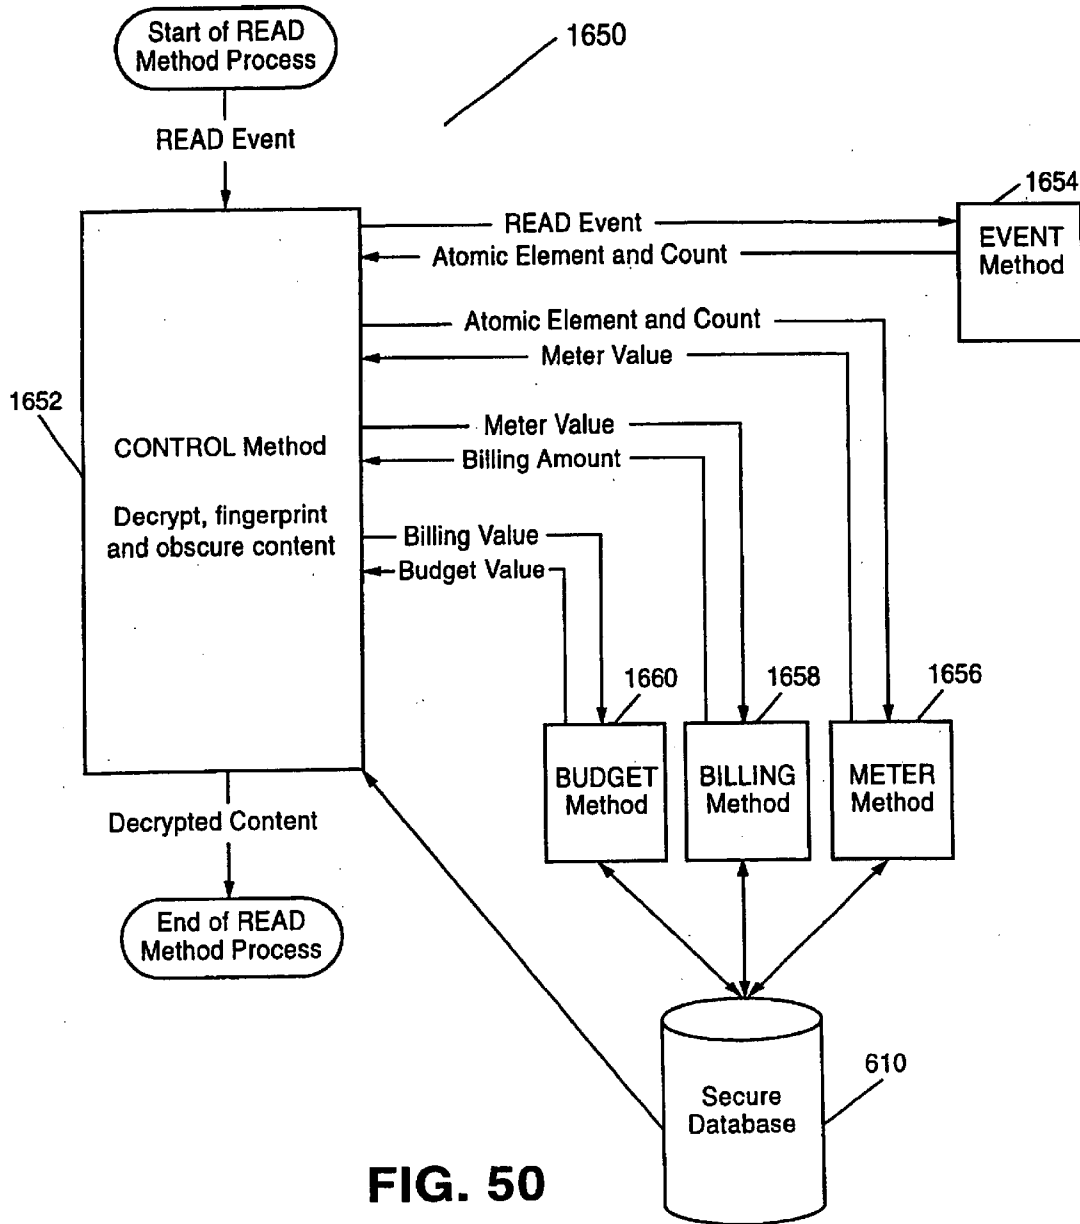 Start of READ
Method Process
1650
READ Event
1654
READ Event
Atomic Element and Count
EVENT
Method
Atomic Element and Count
Meter Value
1652
CONTROL Method
Decrypt, fingerprint
and obscure content
Meter Value
Billing Amount
Billing Value
Budget Value
1660
1658
1656
BUDGET
Method
BILLING
Method
METER
Method
Decrypted Content
End of READ
Method Process
610
Secure
Database
FIG. 50